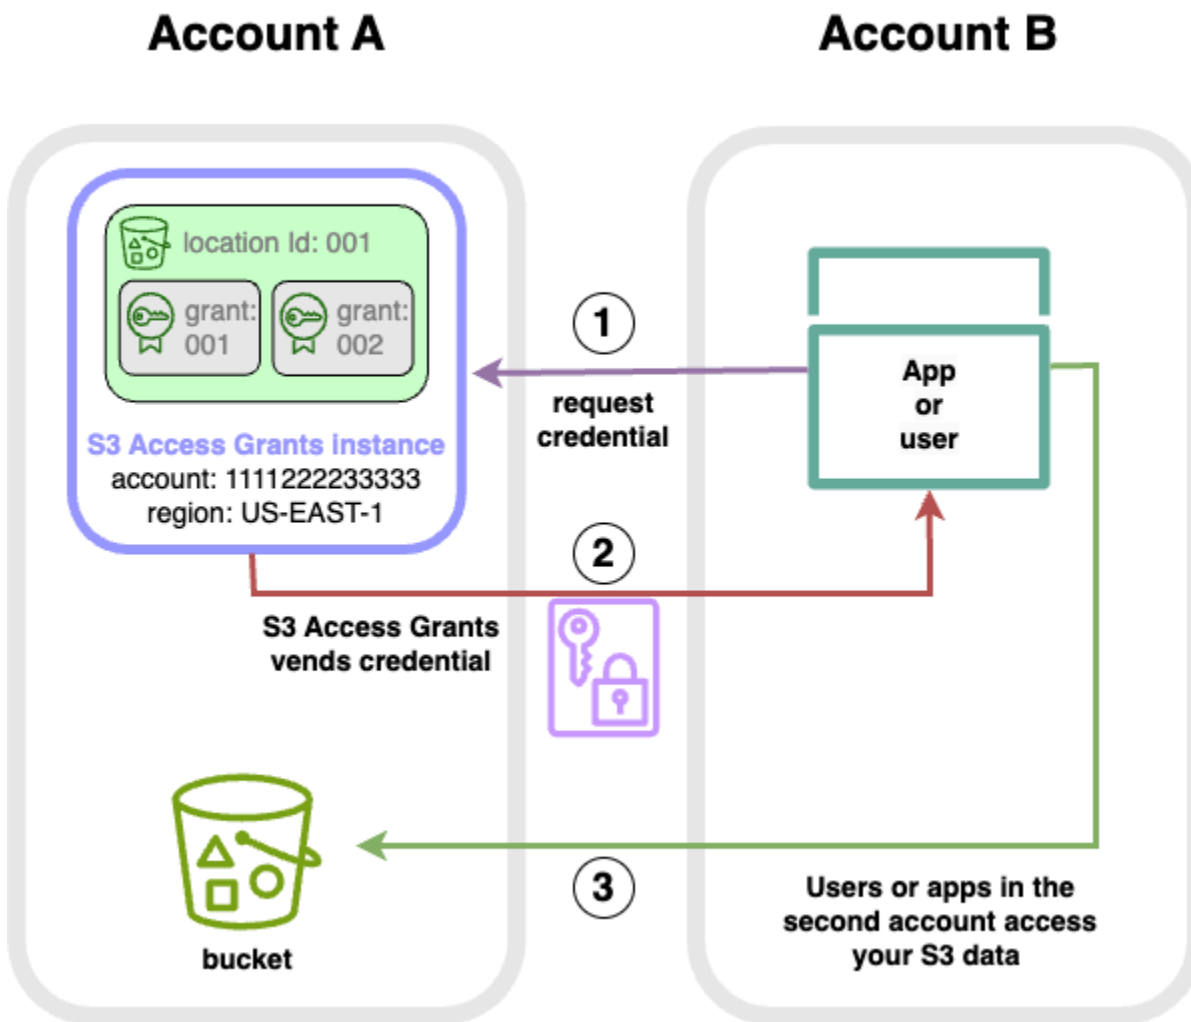 Account A
Account B
location Id: 001
grant:
001
grant:
002
S3 Access Grants instance
account: 1111222233333
region: US-EAST-1
1
request
credential
App
or
user
2
S3 Access Grants
vends credential
bucket
3
Users or apps in the
second account access
your S3 data